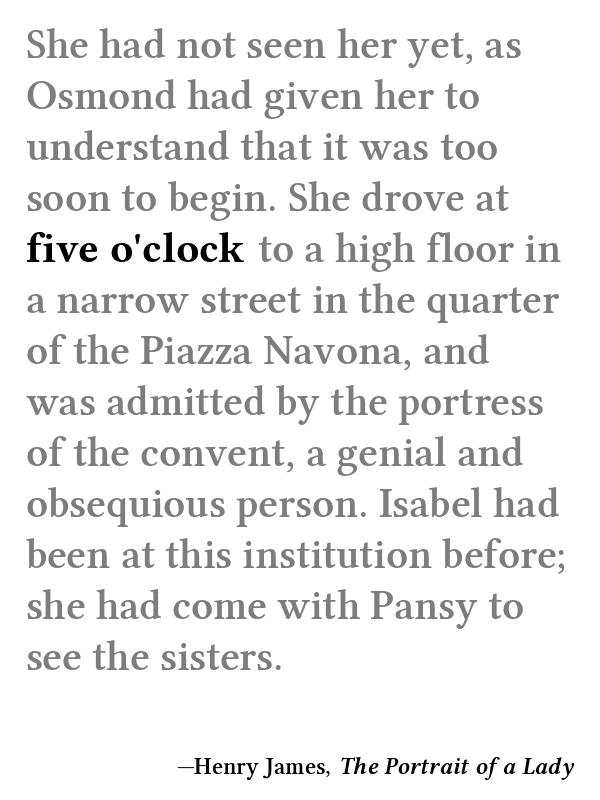 She had not seen her yet, as
Osmond had given her to
understand that it was too
soon to begin. She drove at
five o'clock to a high floor in
a narrow street in the quarter
of the Piazza Navona, and
was admitted by the portress
of the convent, a genial and
obsequious person. Isabel had
been at this institution before;
she had come with Pansy to
see the sisters.
—Henry James, The Portrait of a Lady